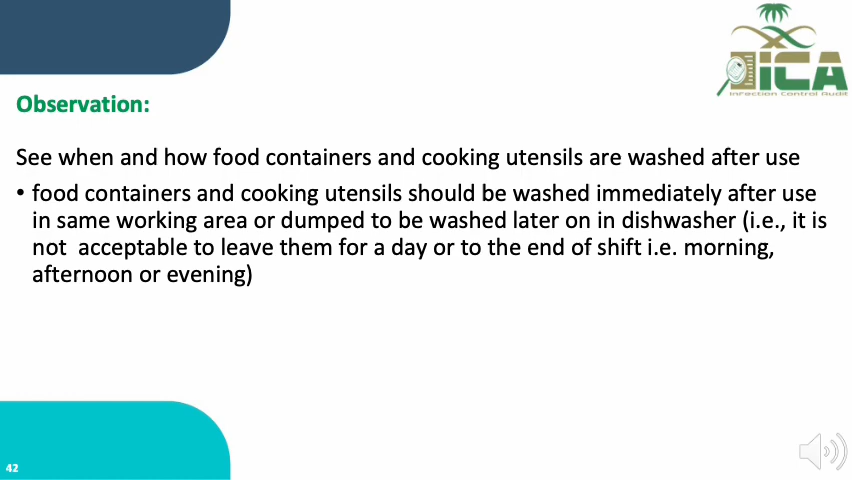 iCA
Infection Control Audit
Observation:
See when and how food containers and cooking utensils are washed after use
• food containers and cooking utensils should be washed immediately after use
in same working area or dumped to be washed later on in dishwasher (i.e., it is
not  acceptable to leave them for a day or to the end of shift i.e. morning,
afternoon or evening)
42